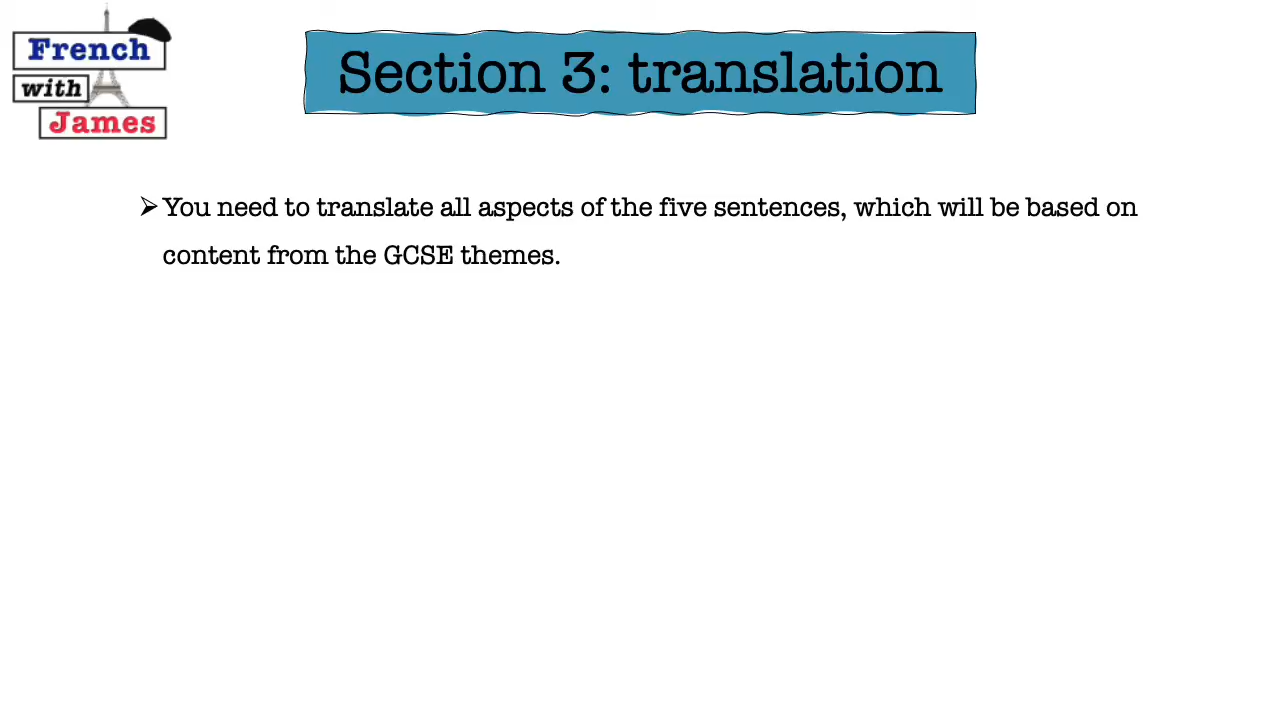 French
with
James
Section 3: translation
➢You need to translate all aspects of the five sentences, which will be based on
content from the GCSE themes.